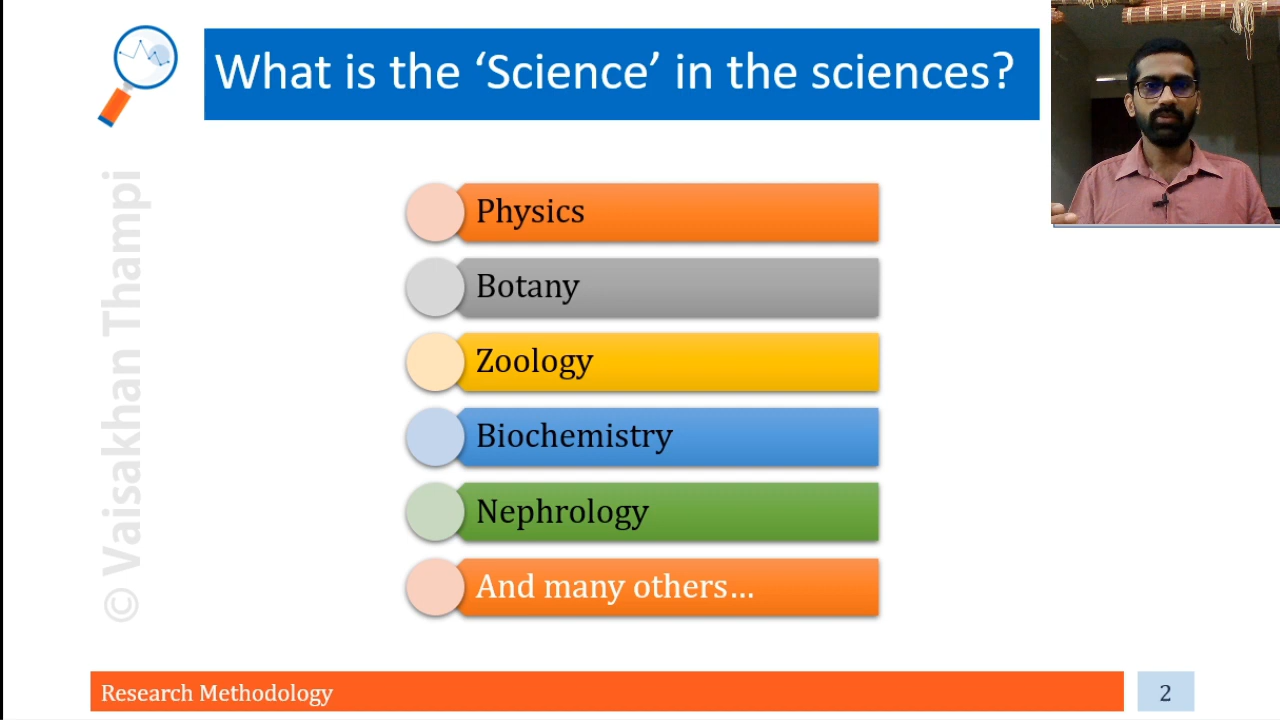 What is the ‘Science’ in the sciences?
Physics
Botany
Zoology
Biochemistry
Nephrology
And many others...
© Vaisakhan Thampi
Research Methodology
2